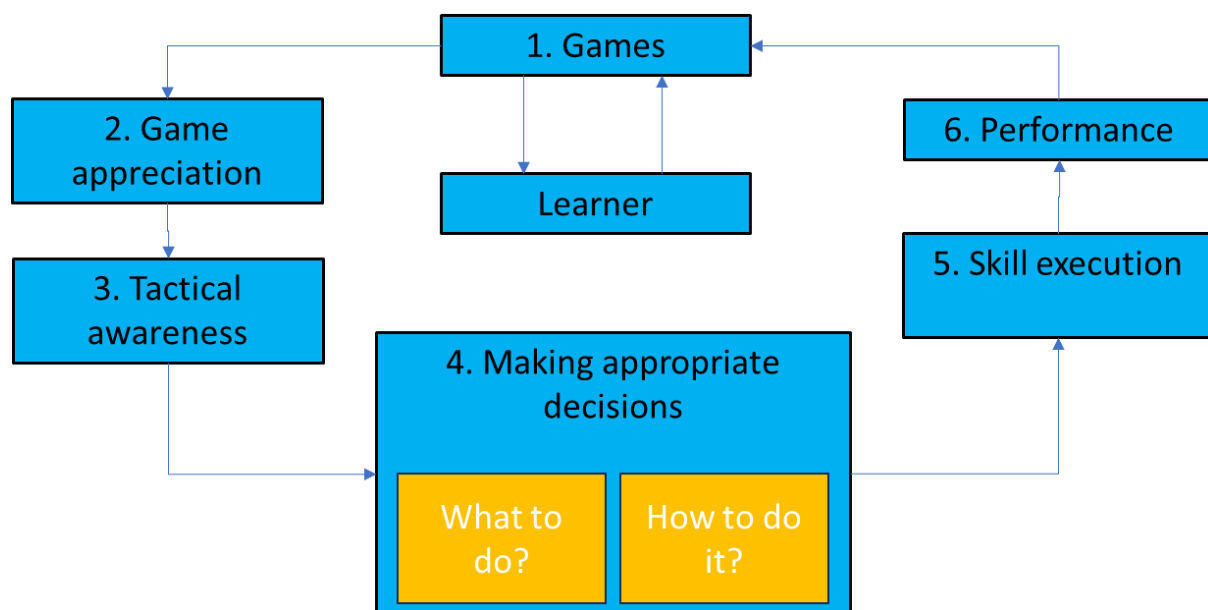 1. Games
2. Game
appreciation
6. Performance
Learner
3. Tactical
awareness
5. Skill execution
4. Making appropriate
decisions
What to
do?
How to do
it?